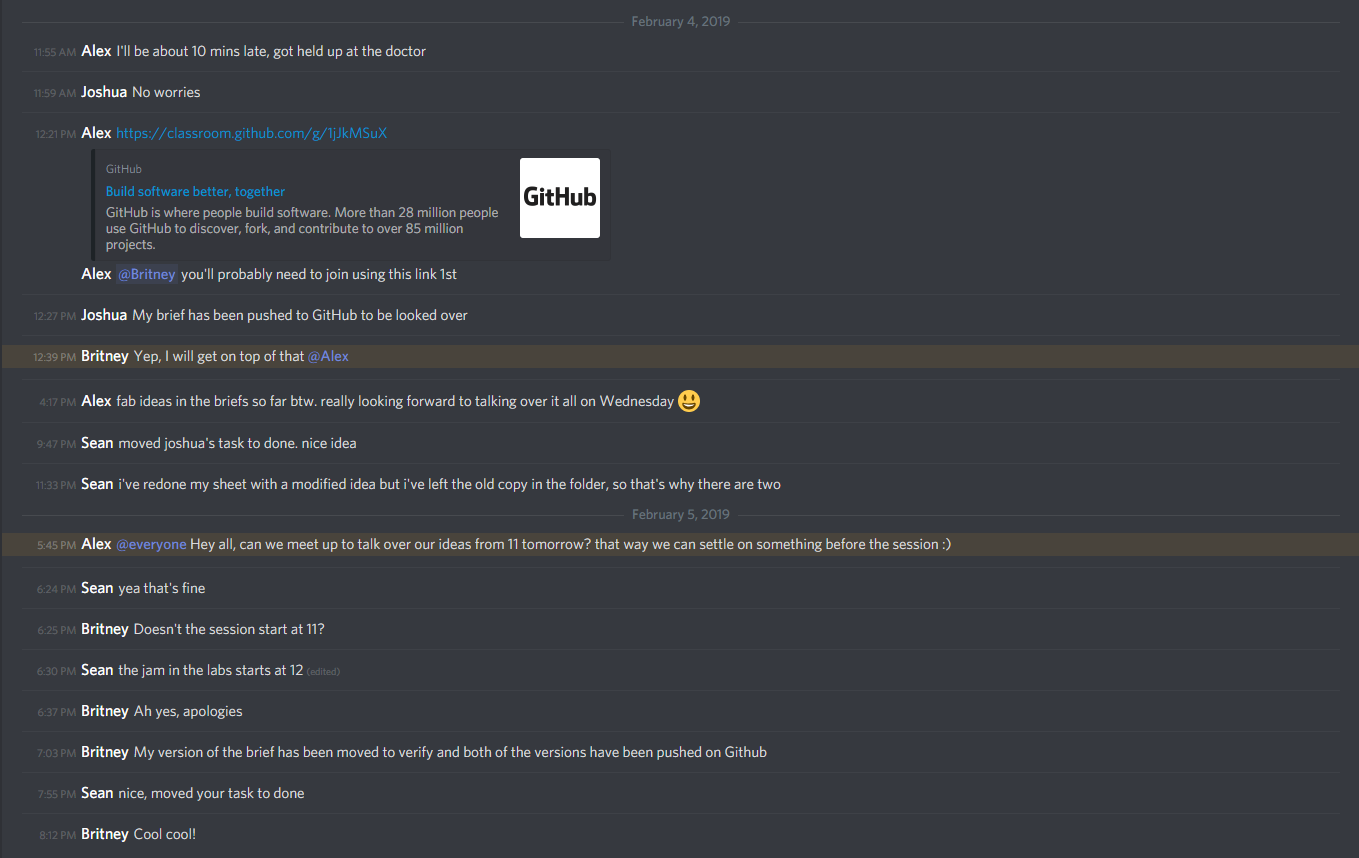 February 4, 2019
11:55 AM Alex I'll be about 10 mins late, got held up at the doctor
11:59 AM Joshua No worries
12:21 PM Alex https://classroom.github.com/g/1jJkMSuX
GitHub
Build software better, together
GitHub is where people build software. More than 28 million people
use GitHub to discover, fork, and contribute to over 85 million
projects.
GitHub
Alex @Britney you'll probably need to join using this link 1st
12:27 PM Joshua My brief has been pushed to GitHub to be looked over
12:39 PM Britney Yep, I will get on top of that @Alex
4:17 PM Alex fab ideas in the briefs so far btw. really looking forward to talking over it all on Wednesday 😃
9:47 PM Sean moved joshua's task to done. nice idea
11:33 PM Sean i've redone my sheet with a modified idea but i've left the old copy in the folder, so that's why there are two
February 5, 2019
5:45 PM Alex @everyone Hey all, can we meet up to talk over our ideas from 11 tomorrow? that way we can settle on something before the session :)
6:24 PM Sean yea that's fine
6:25 PM Britney Doesn't the session start at 11?
6:30 PM Sean the jam in the labs starts at 12 (edited)
6:37 PM Britney Ah yes, apologies
7:03 PM Britney My version of the brief has been moved to verify and both of the versions have been pushed on Github
7:55 PM Sean nice, moved your task to done
8:12 PM Britney Cool cool!